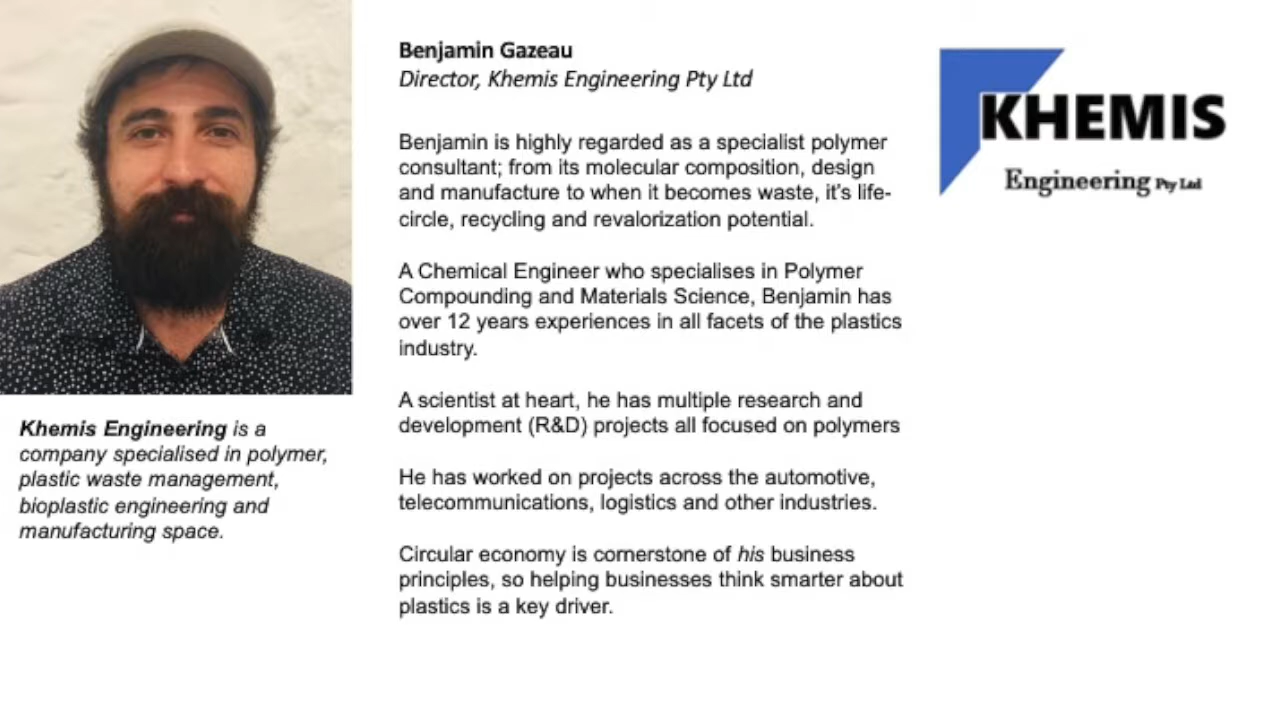 Benjamin Gazeau
Director, Khemis Engineering Pty Ltd
Benjamin is highly regarded as a specialist polymer
consultant; from its molecular composition, design
and manufacture to when it becomes waste, it's life-
circle, recycling and revalorization potential.
A Chemical Engineer who specialises in Polymer
Compounding and Materials Science, Benjamin has
over 12 years experiences in all facets of the plastics
industry.
A scientist at heart, he has multiple research and
development (R&D) projects all focused on polymers
He has worked on projects across the automotive,
telecommunications, logistics and other industries.
Circular economy is cornerstone of his business
principles, so helping businesses think smarter about
plastics is a key driver.
Khemis Engineering is a
company specialised in polymer,
plastic waste management,
bioplastic engineering and
manufacturing space.
KHEMIS
Engineering Pty Ltd